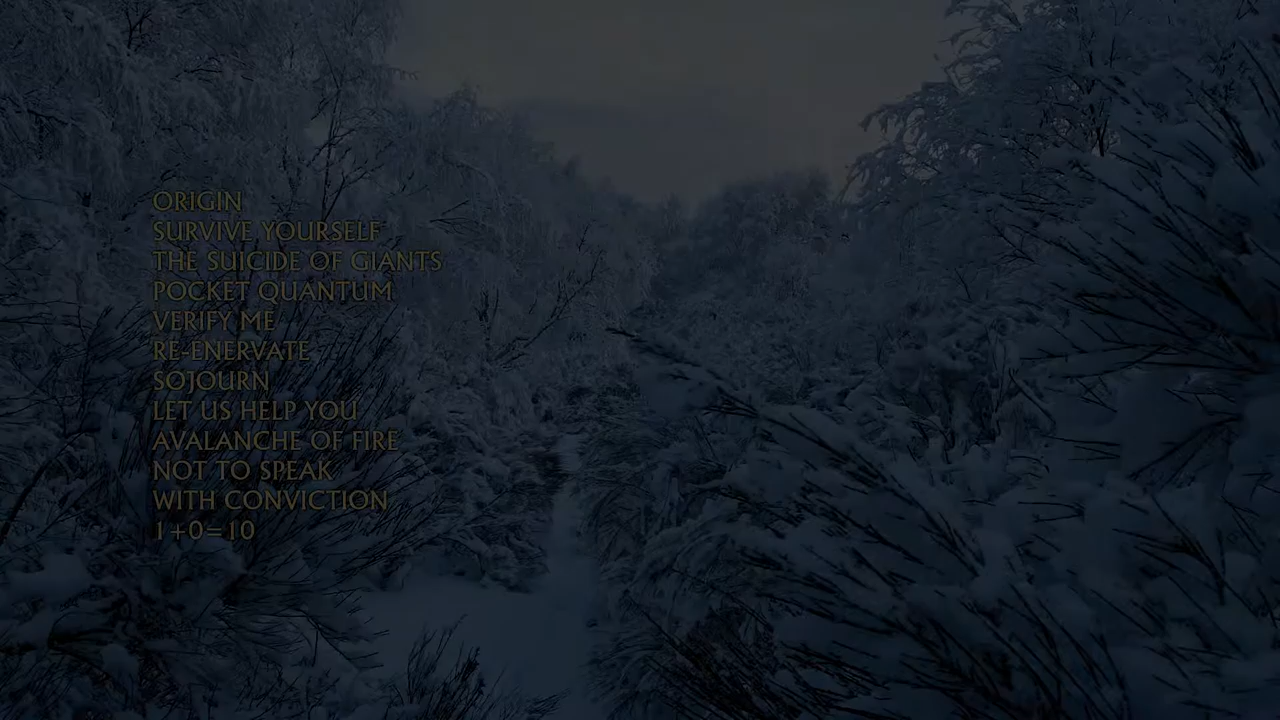 ORIGIN
SURVIVE YOURSELF
THE SUICIDE OF GIANTS
POCKET QUANTUM
VERIFY ME
RE-ENERVATE
SOJOURN
LET US HELP YOU
AVALANCHE OF FIRE
NOT TO SPEAK
WITH CONVICTION
1+0=10